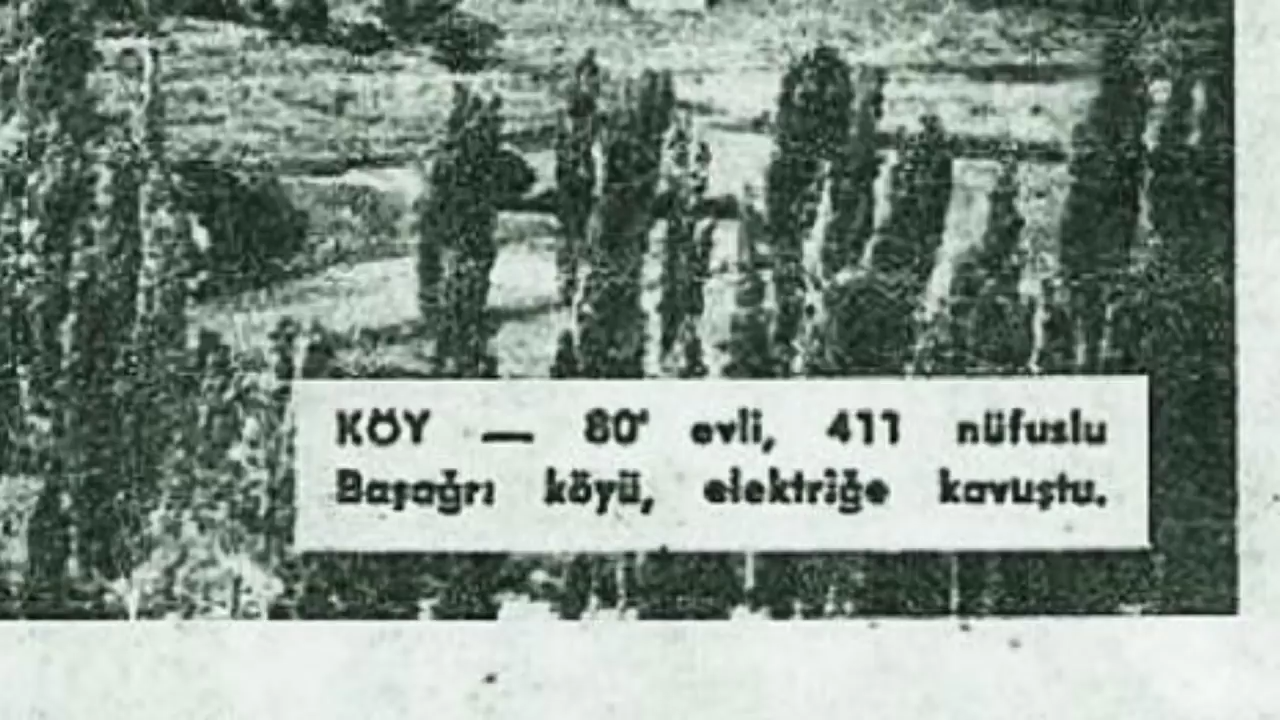 KÖY — 80 evli, 411 nüfuslu
Başağrı köyü, elektriğe kavuştu.